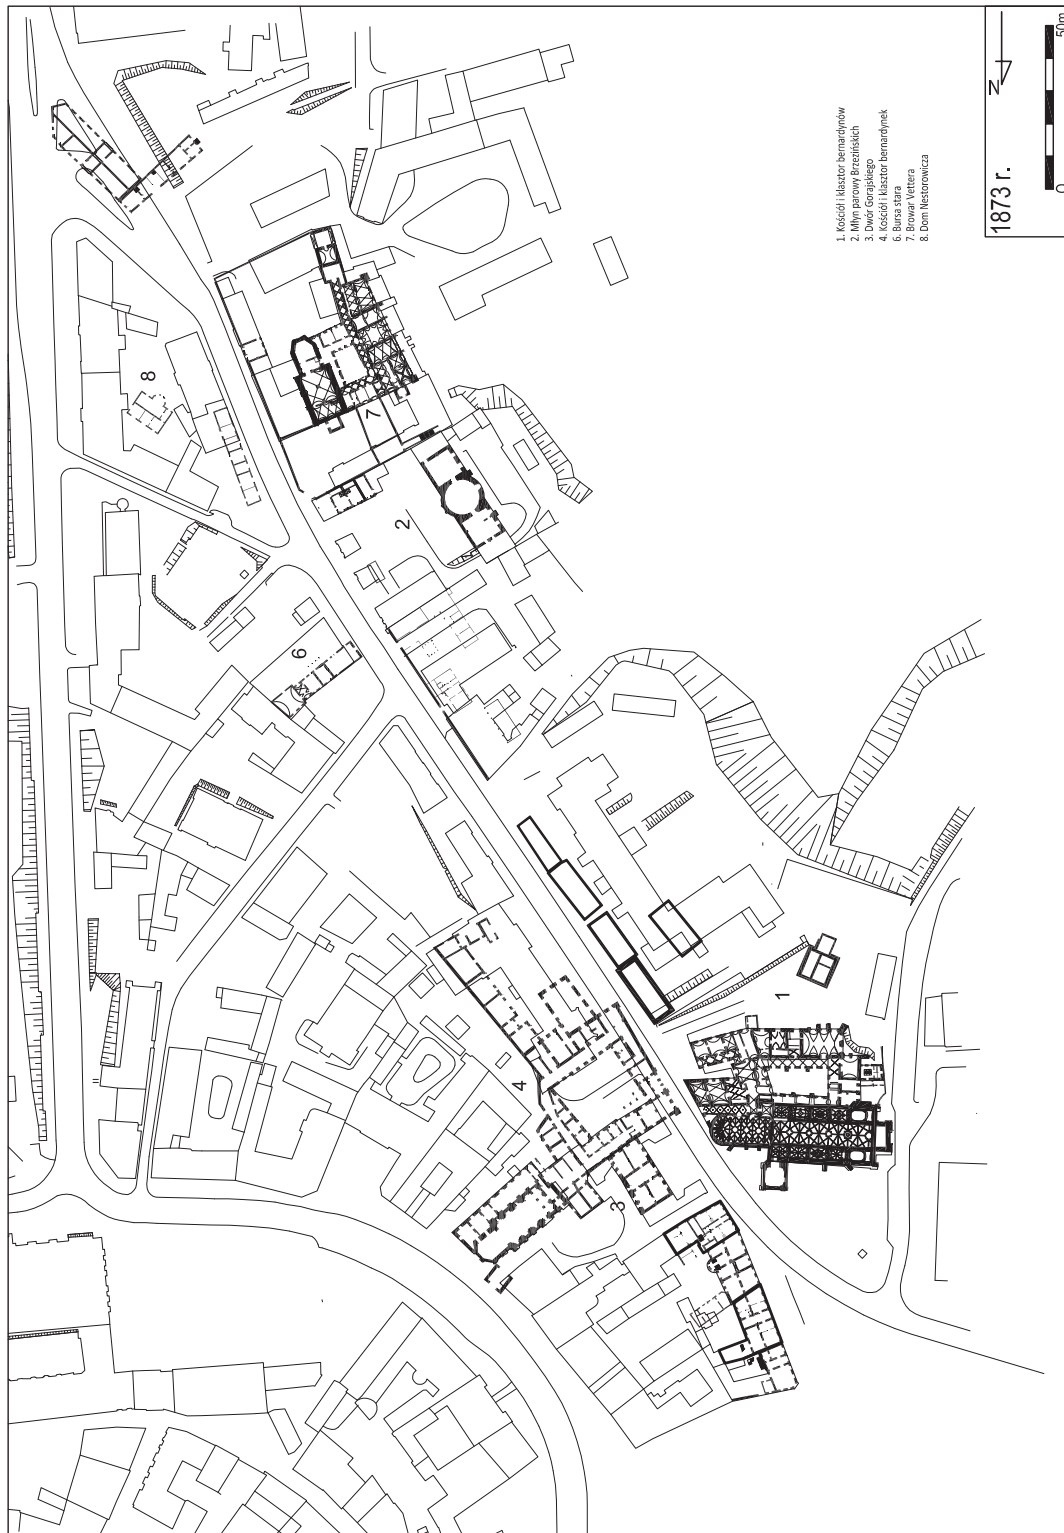 1. Kościół i klasztor bernardynów
2. Młyn parowy Brzezińskich
3. Dwór Gorajskiego
4. Kościół i klasztor bernardynek
6. Bursa stara
7. Browar Vettera
8. Dom Nestorowicza
1873 r.
N
0
50m
8
7
2
6
4
3
1